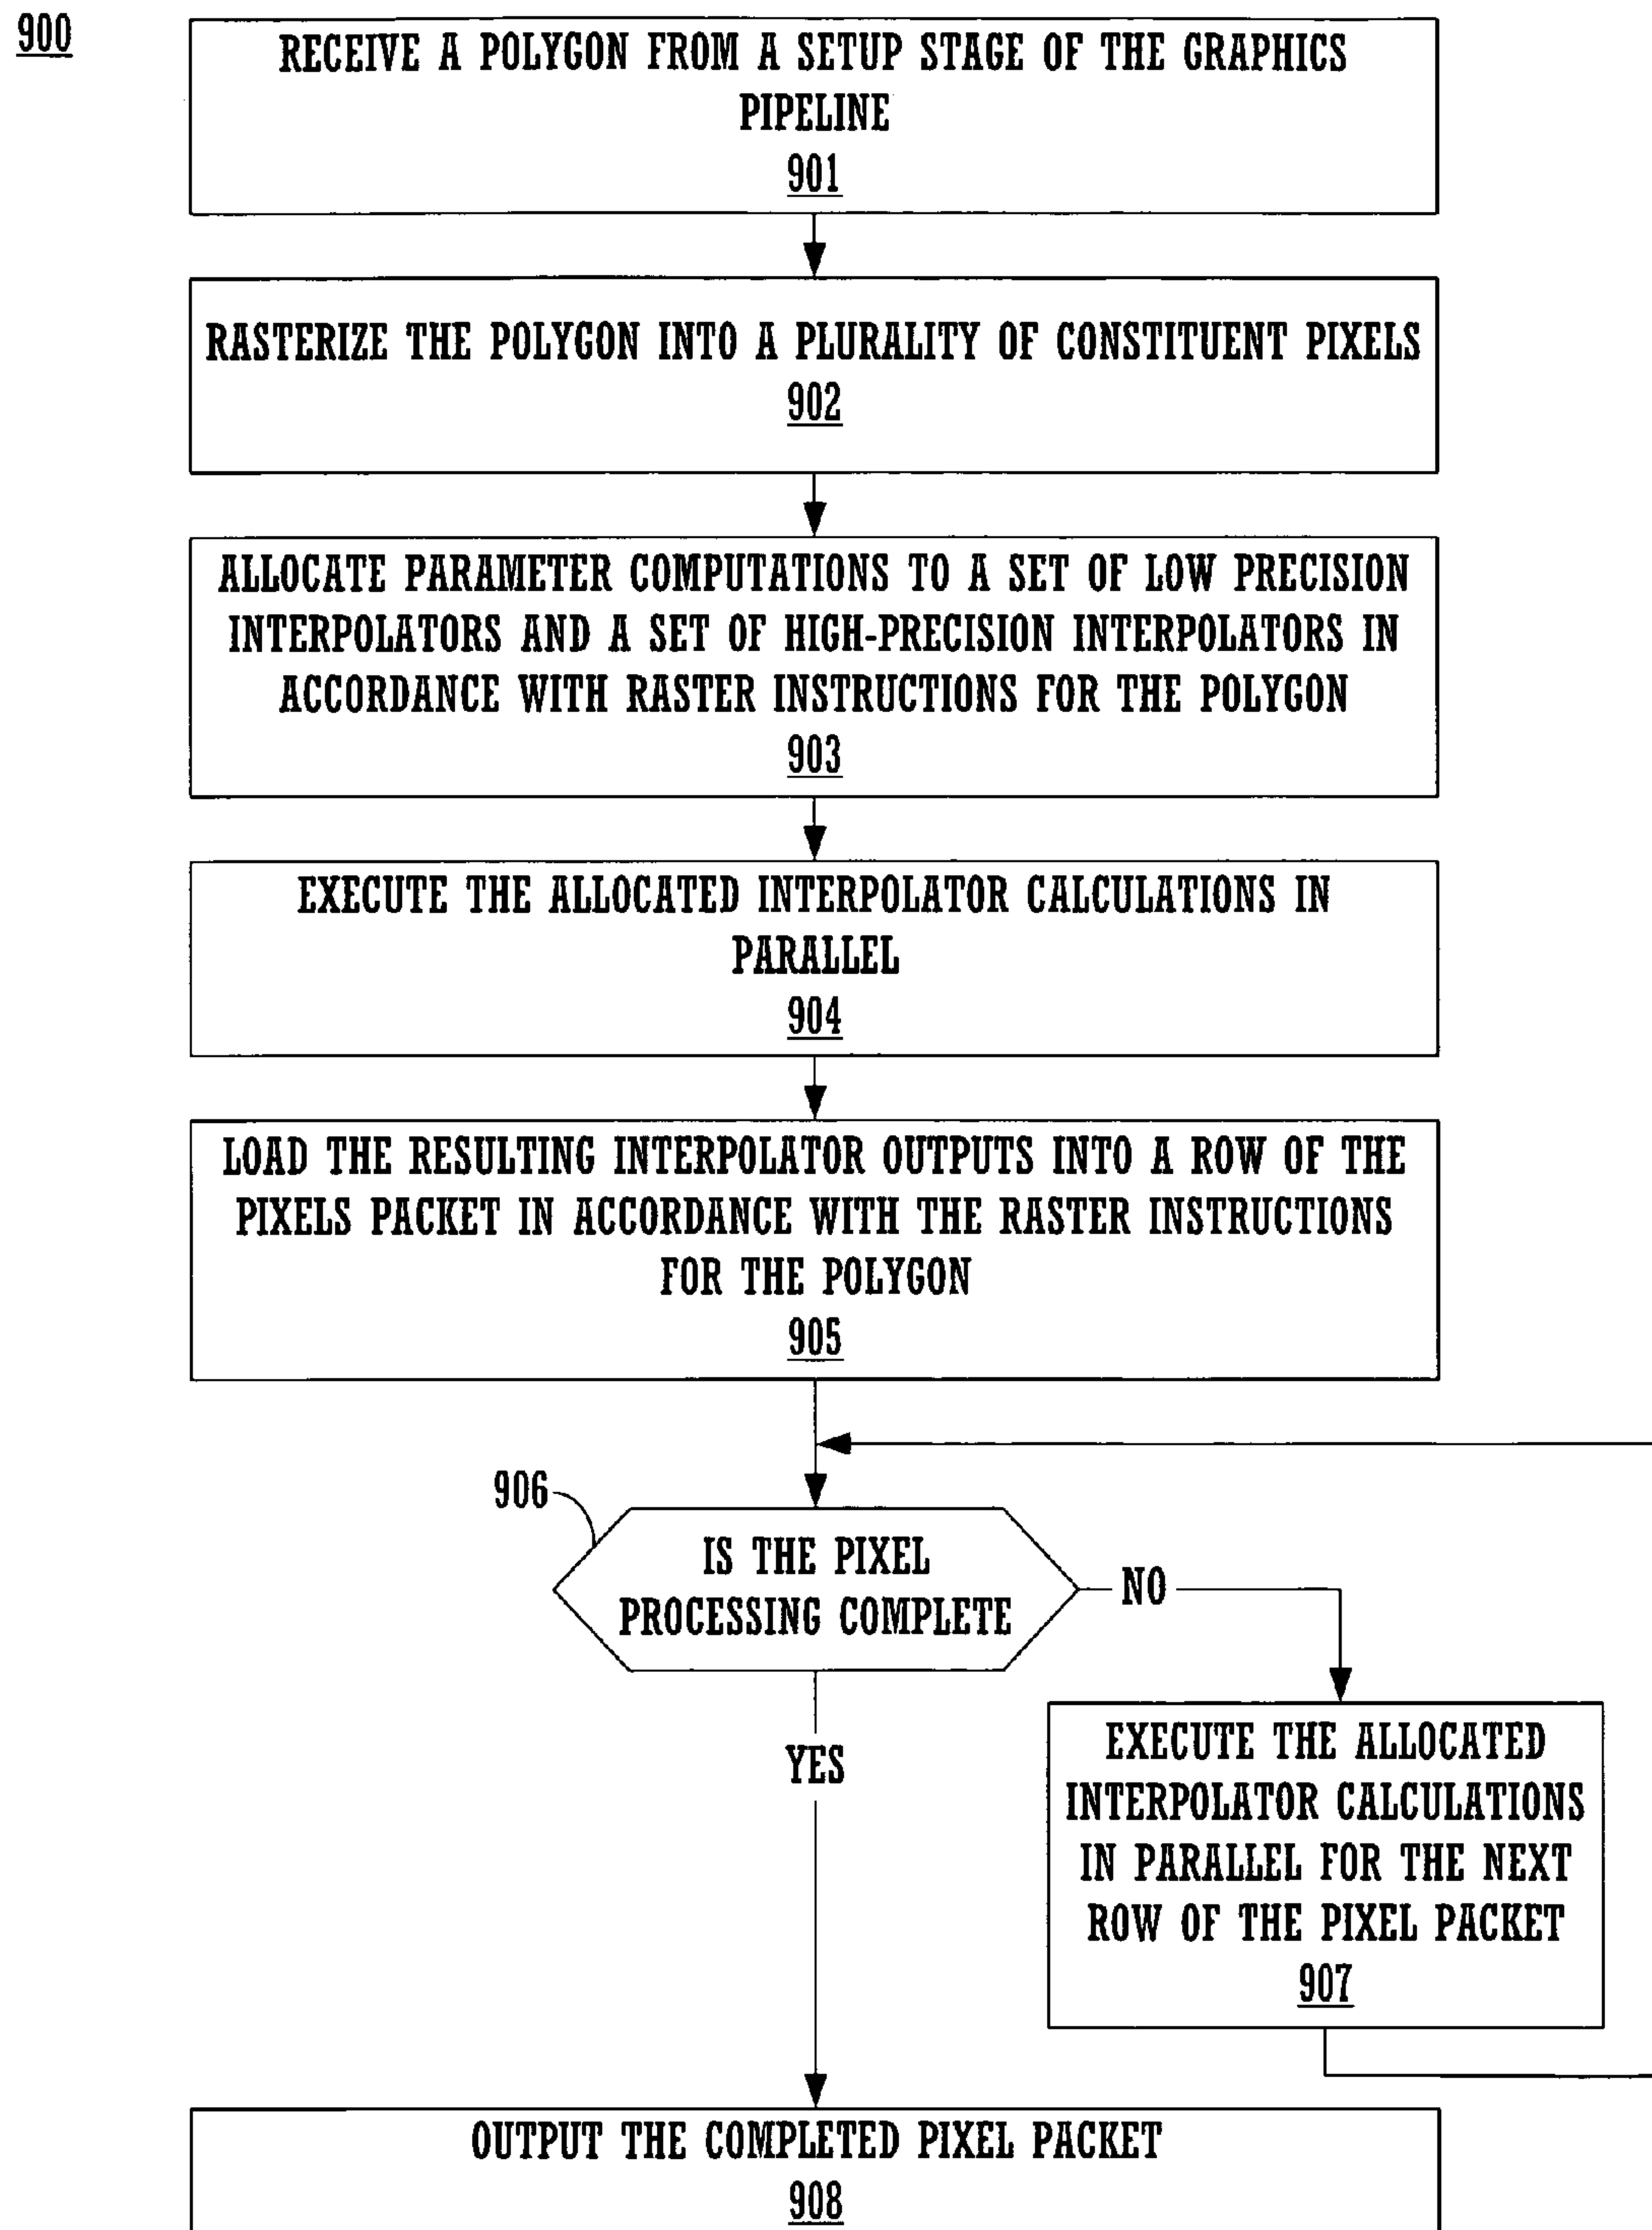 900
RECEIVE A POLYGON FROM A SETUP STAGE OF THE GRAPHICS
PIPELINE
901
RASTERIZE THE POLYGON INTO A PLURALITY OF CONSTITUENT PIXELS
902
ALLOCATE PARAMETER COMPUTATIONS TO A SET OF LOW PRECISION
INTERPOLATORS AND A SET OF HIGH-PRECISION INTERPOLATORS IN
ACCORDANCE WITH RASTER INSTRUCTIONS FOR THE POLYGON
903
EXECUTE THE ALLOCATED INTERPOLATOR CALCULATIONS IN
PARALLEL
904
LOAD THE RESULTING INTERPOLATOR OUTPUTS INTO A ROW OF THE
PIXELS PACKET IN ACCORDANCE WITH THE RASTER INSTRUCTIONS
FOR THE POLYGON
905
906
IS THE PIXEL
PROCESSING COMPLETE
NO
YES
EXECUTE THE ALLOCATED
INTERPOLATOR CALCULATIONS
IN PARALLEL FOR THE NEXT
ROW OF THE PIXEL PACKET
907
OUTPUT THE COMPLETED PIXEL PACKET
908